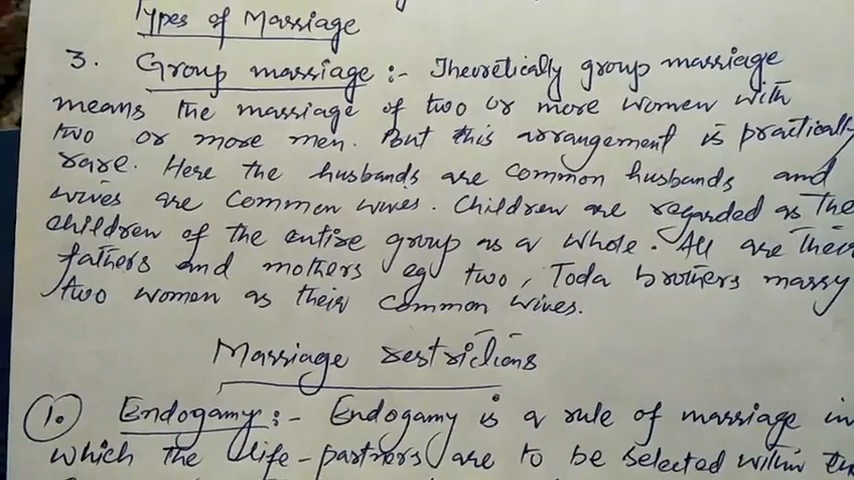 Types of Marriage
3. Group marriage :- Theoretically group marriage
means the marriage of two or more women with
two or more men. But this arrangement is practically
rare. Here the husbands are common husbands and
wives are common wives. Children are regarded as the
children of the entire group as a whole. All are their
fathers and mothers eg two, Toda brothers marry
two women as their common wives.
Marriage restrictions
1. Endogamy :- Endogamy is a rule of marriage in
which the life-partners are to be selected within